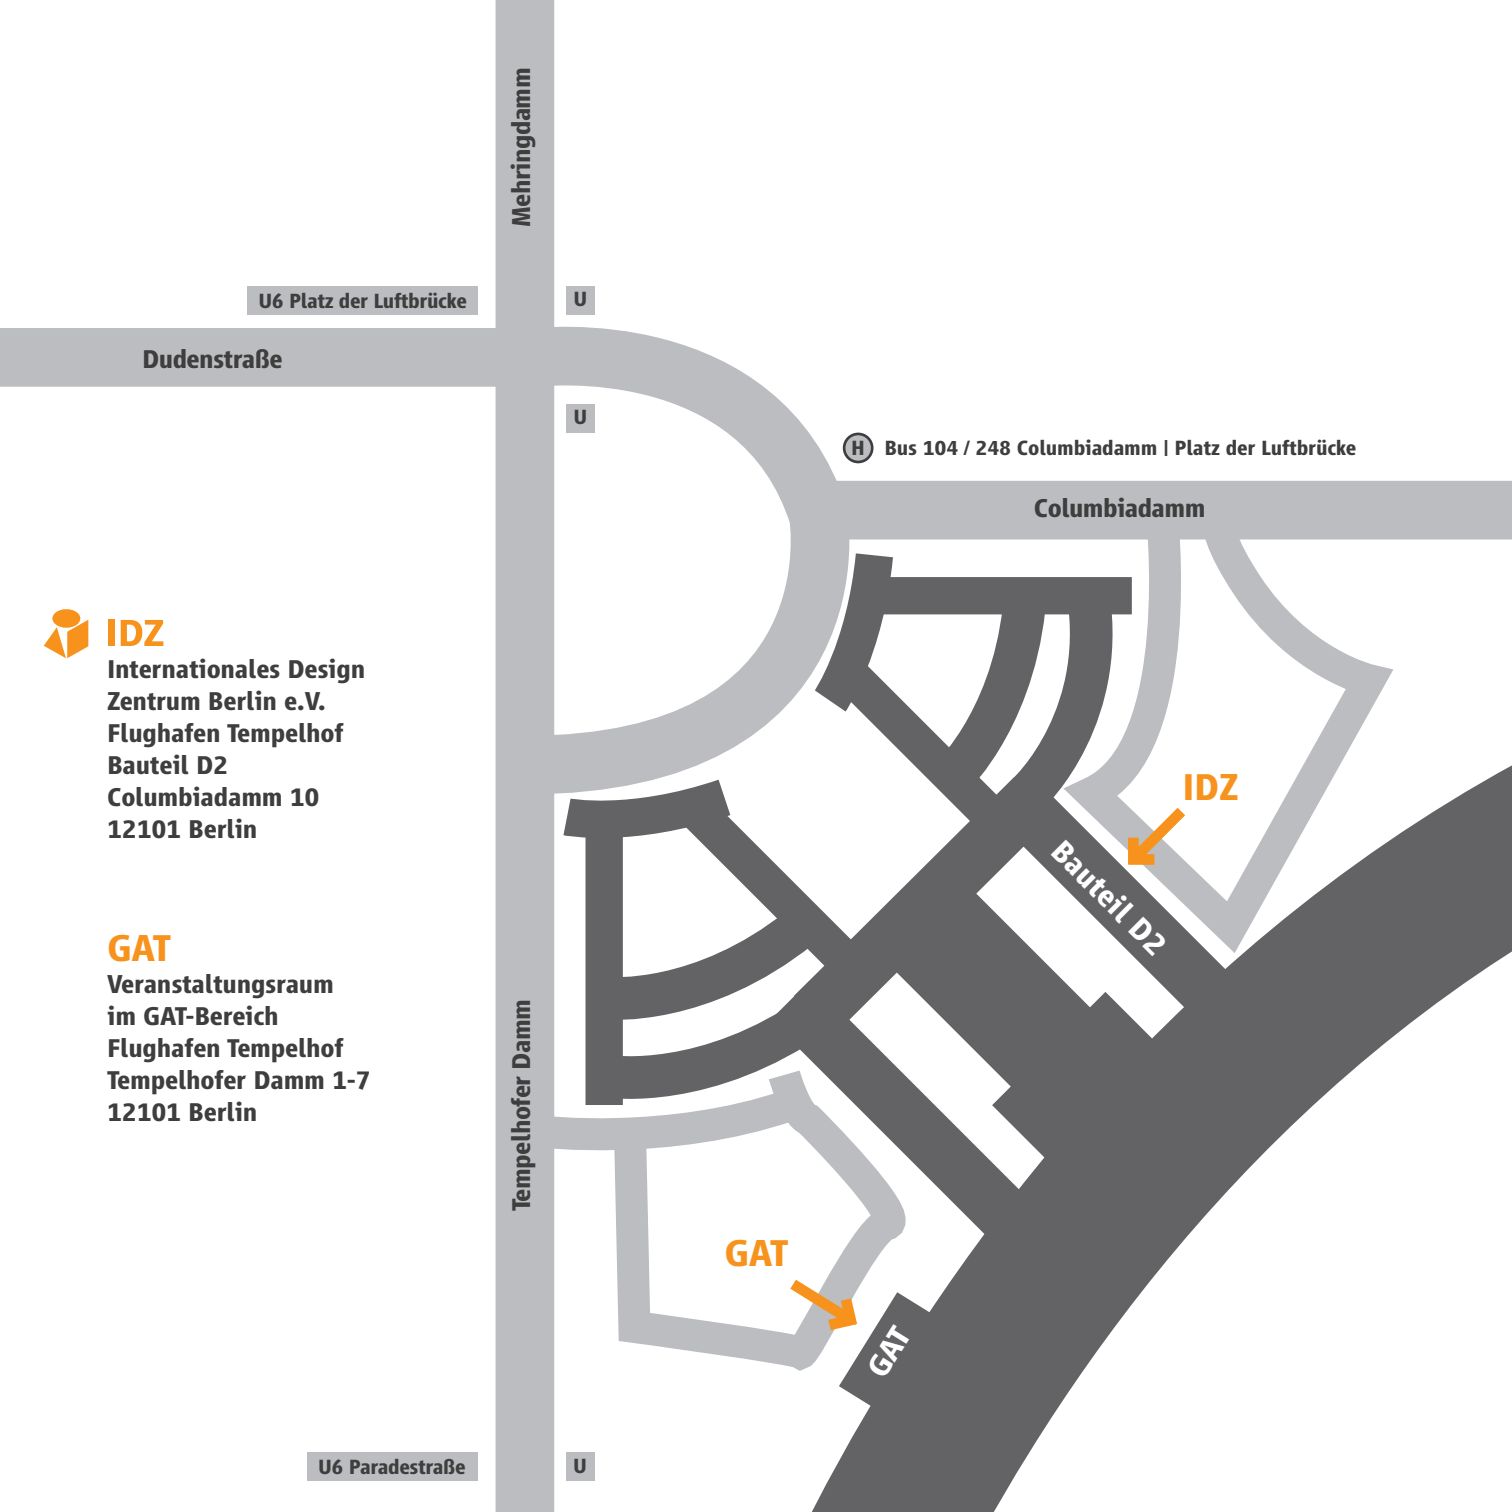 Mehringdamm
U6 Platz der Luftbrücke
U
Dudenstraße
U
H Bus 104 / 248 Columbiadamm | Platz der Luftbrücke
Columbiadamm
IDZ
Internationales Design
Zentrum Berlin e.V.
Flughafen Tempelhof
Bauteil D2
Columbiadamm 10
12101 Berlin
IDZ
Bauteil D2
GAT
Veranstaltungsraum
im GAT-Bereich
Flughafen Tempelhof
Tempelhofer Damm 1-7
12101 Berlin
Tempelhofer Damm
GAT
GAT
U6 Paradestraße
U